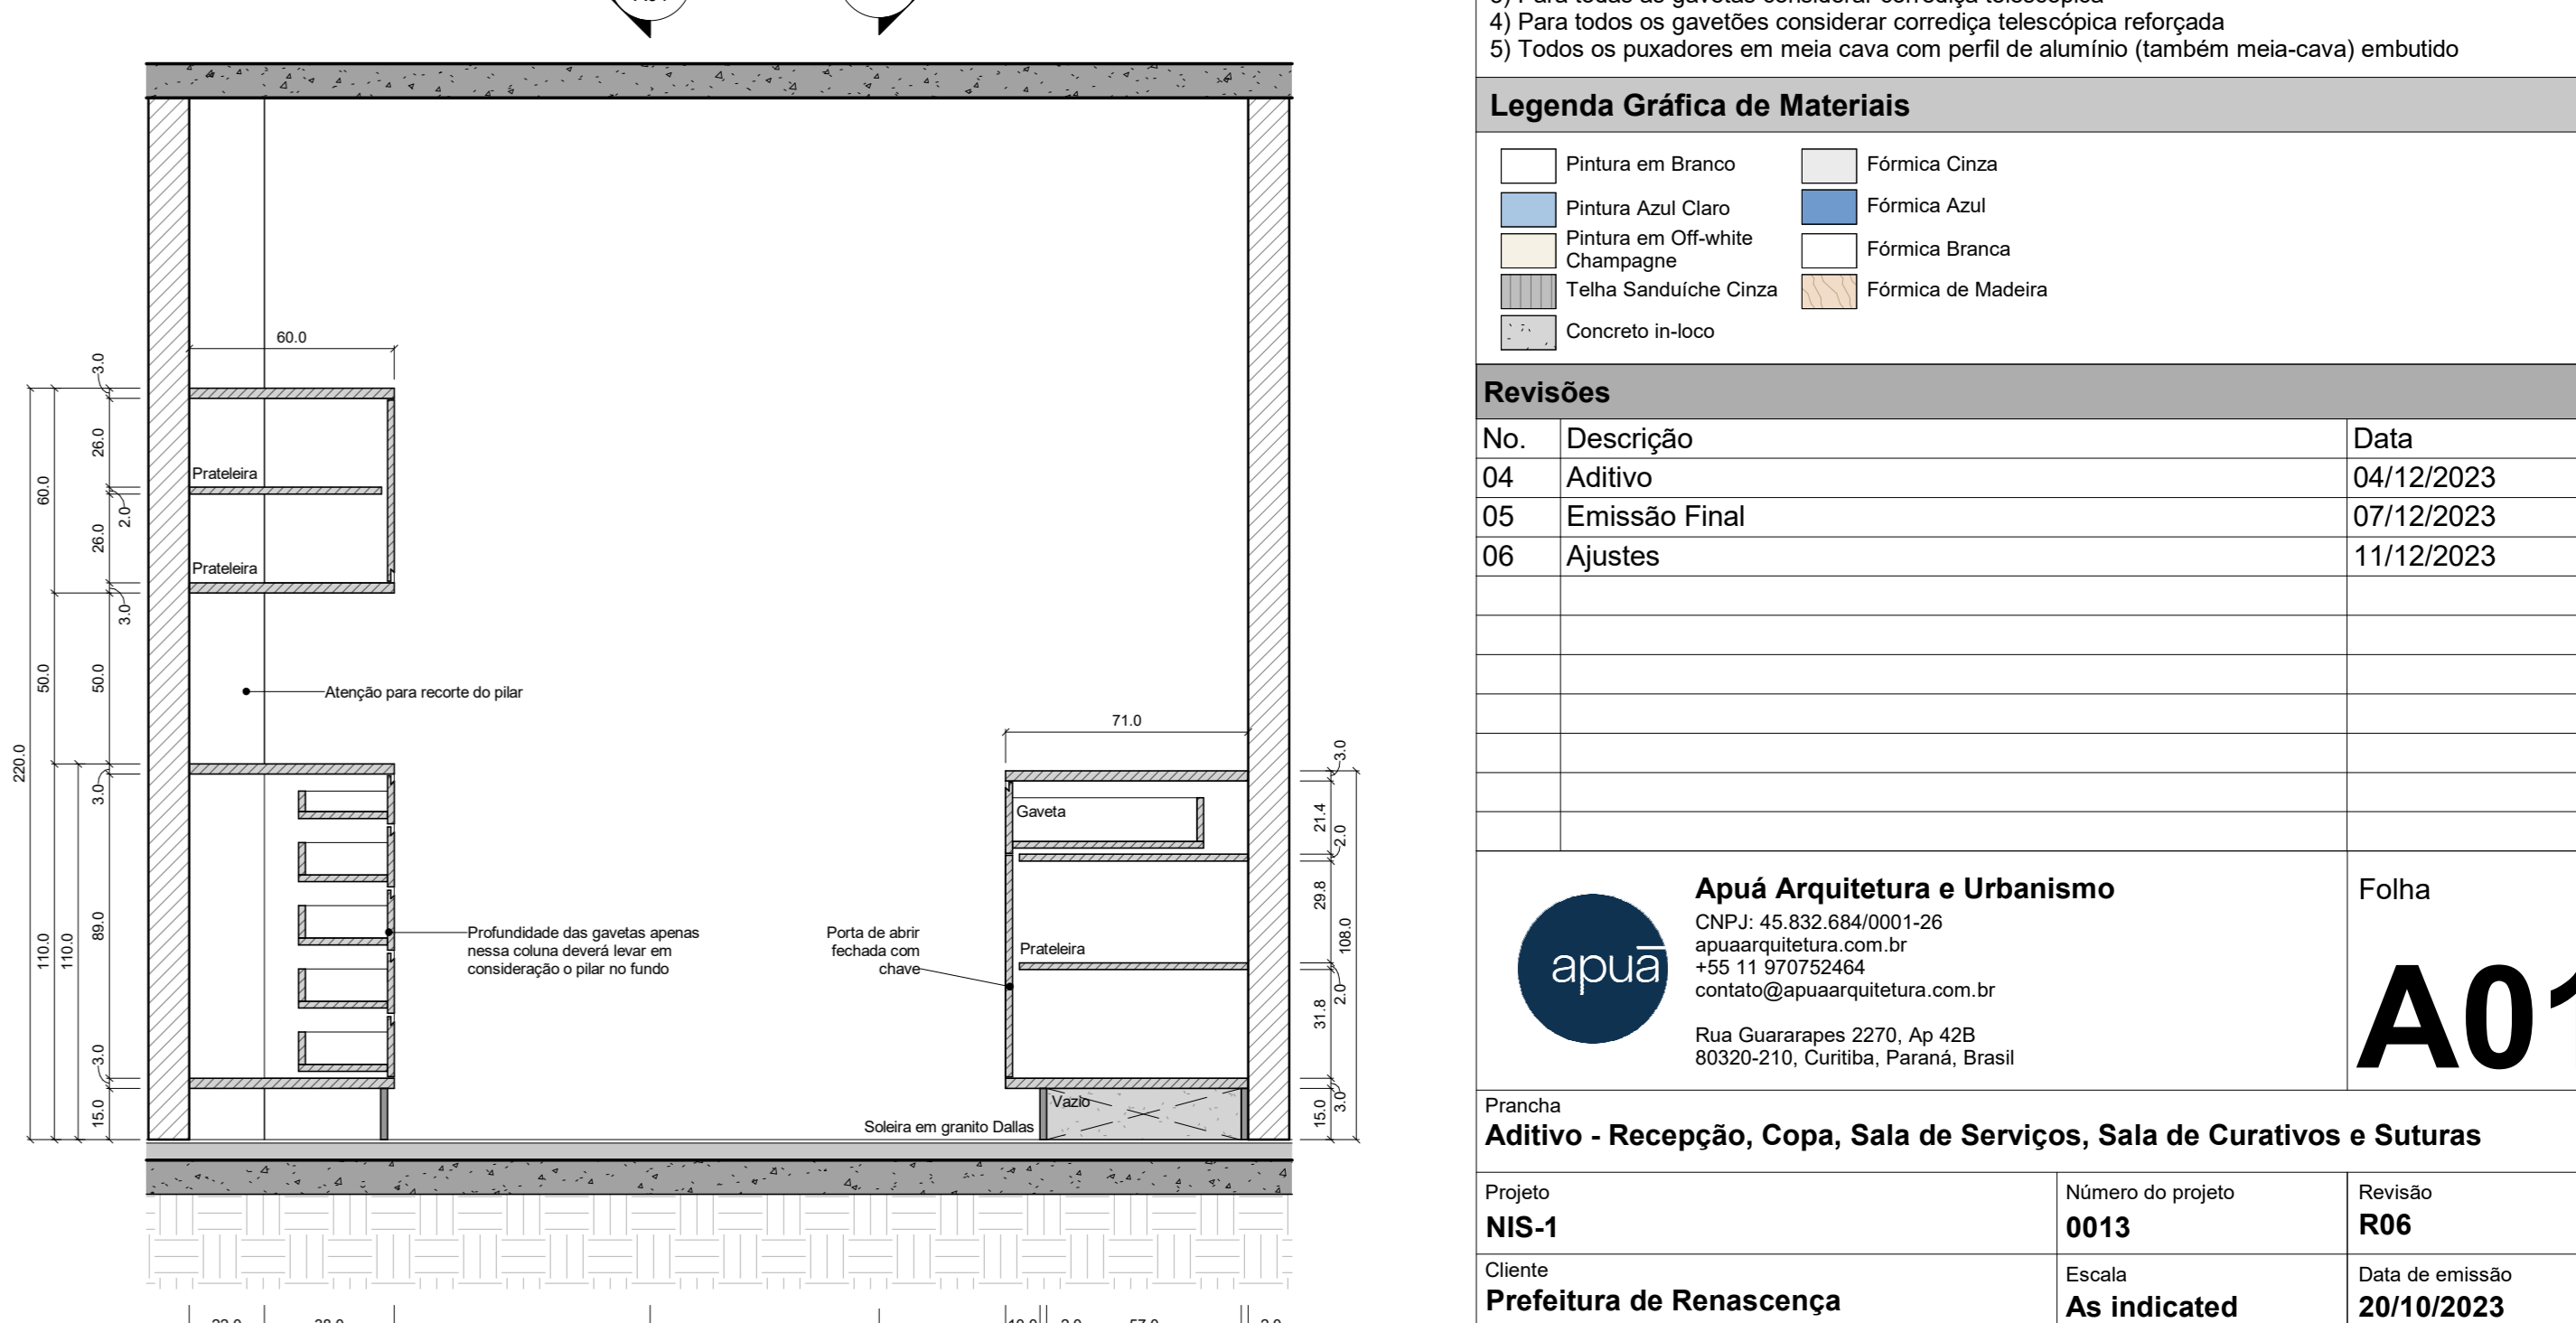 4) Para todos os gavetões considerar corrediça telescópica reforçada
5) Todos os puxadores em meia cava com perfil de alumínio (também meia-cava) embutido
Legenda Gráfica de Materiais
Pintura em Branco
Fórmica Cinza
Pintura Azul Claro
Fórmica Azul
Pintura em Off-white
Champagne
Fórmica Branca
Telha Sanduíche Cinza
Fórmica de Madeira
Concreto in-loco
Revisões
No. Descrição Data
04 Aditivo 04/12/2023
05 Emissão Final 07/12/2023
06 Ajustes 11/12/2023
60.0
3.0
26.0
Prateleira
60.0
2.0
26.0
Prateleira
3.0
50.0
50.0
Atenção para recorte do pilar
71.0
220.0
3.0
3.0
Gaveta
21.4
2.0
29.8
110.0
110.0
89.0
Profundidade das gavetas apenas
nessa coluna deverá levar em
consideração o pilar no fundo
Porta de abrir
fechada com
chave
Prateleira
108.0
2.0
31.8
3.0
15.0
Vazio
Soleira em granito Dallas
15.0
3.0
apuā
Apuá Arquitetura e Urbanismo
CNPJ: 45.832.684/0001-26
apuaarquitetura.com.br
+55 11 970752464
contato@apuaarquitetura.com.br
Rua Guararapes 2270, Ap 42B
80320-210, Curitiba, Paraná, Brasil
Folha
A01
Prancha
Aditivo - Recepção, Copa, Sala de Serviços, Sala de Curativos e Suturas
Projeto
NIS-1
Número do projeto
0013
Revisão
R06
Cliente
Prefeitura de Renascença
Escala
As indicated
Data de emissão
20/10/2023